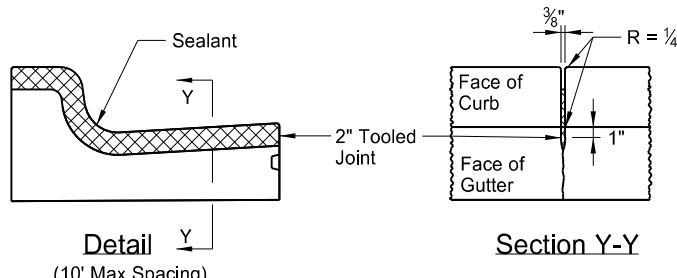 Sealant
Y
2" Tooled
Joint
Y
Detail
(10' Max Spacing)
3/8"
R = 1/4
Face of
Curb
1"
Face of
Gutter
Section Y-Y